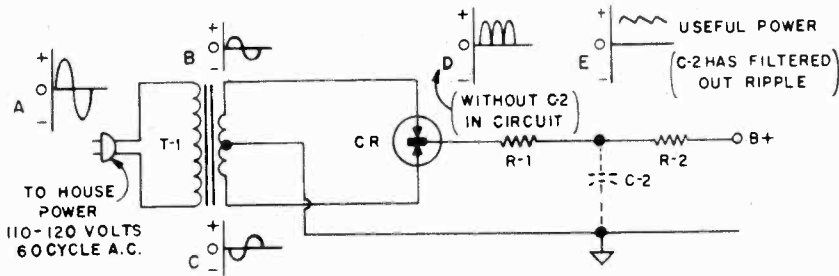 +
O
-
A
B
+
O
-
T-1
TO HOUSE
POWER
110-120 VOLTS
60 CYCLE A.C.
C
+
O
-
+
D O
-
(WITHOUT C-2
IN CIRCUIT)
CR
R-1
+
E O
-
USEFUL POWER
(C-2 HAS FILTERED
OUT RIPPLE)
R-2
B+
C-2